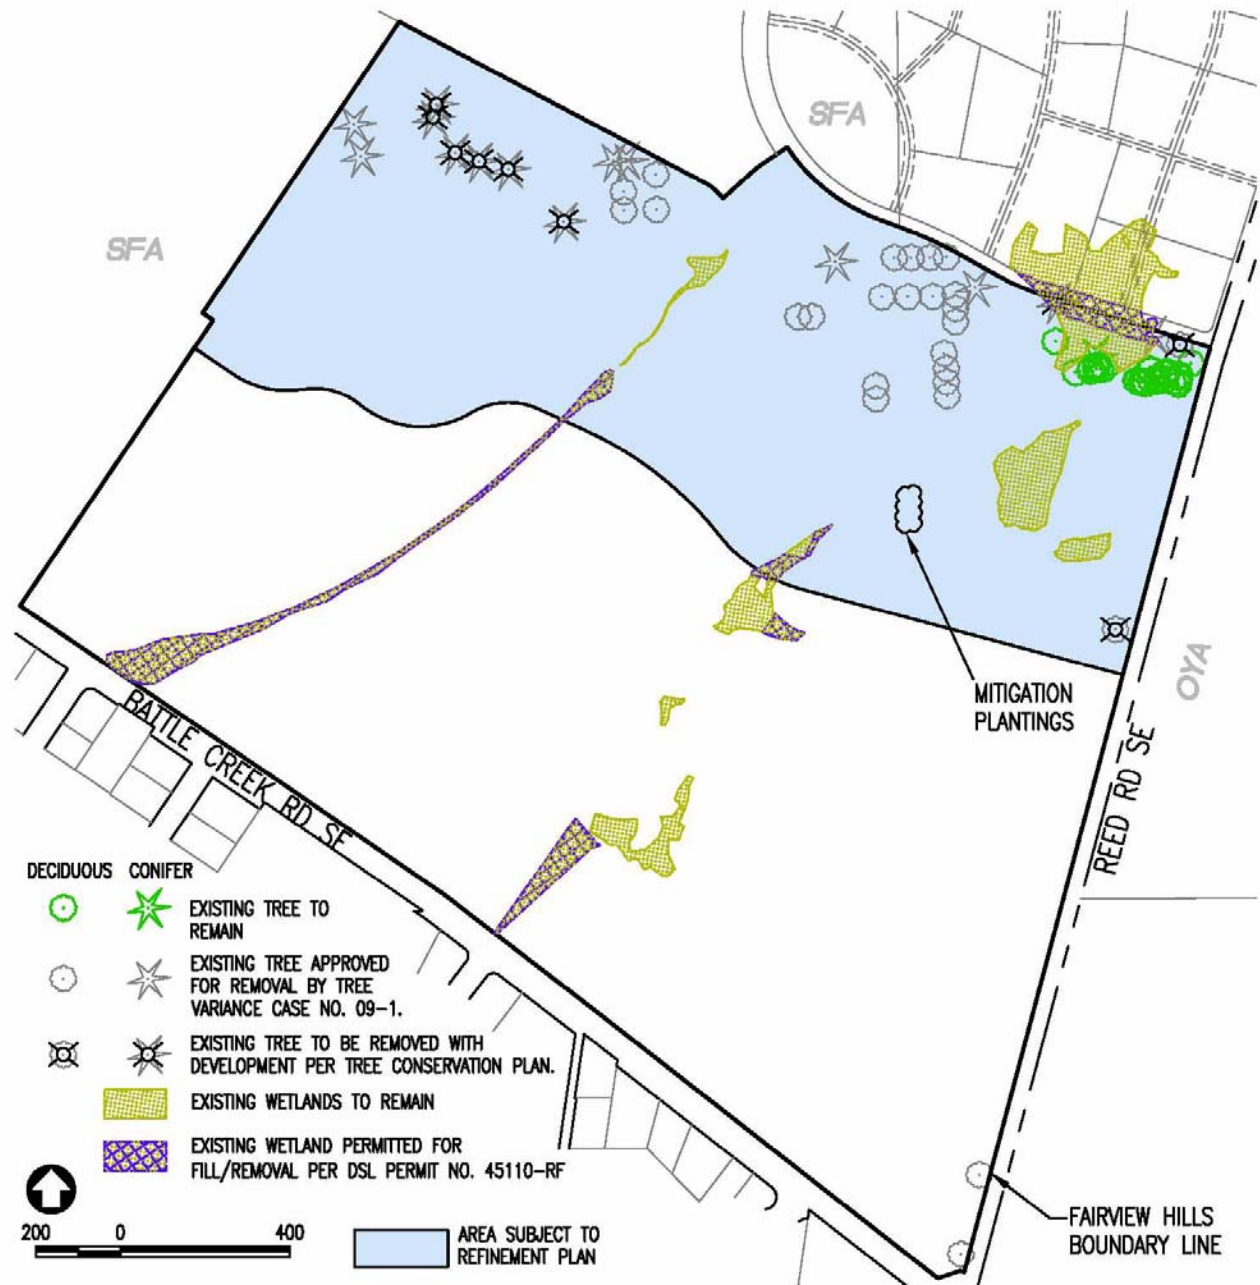 SFA
SFA
MITIGATION
PLANTINGS
OYA
REED RD SE
BATTLE CREEK RD SE
DECIDUOUS CONIFER
EXISTING TREE TO
REMAIN
EXISTING TREE APPROVED
FOR REMOVAL BY TREE
VARIANCE CASE NO. 09-1.
EXISTING TREE TO BE REMOVED WITH
DEVELOPMENT PER TREE CONSERVATION PLAN.
EXISTING WETLANDS TO REMAIN
EXISTING WETLAND PERMITTED FOR
FILL/REMOVAL PER DSL PERMIT NO. 45110-RF
200 0 400
AREA SUBJECT TO
REFINEMENT PLAN
FAIRVIEW HILLS
BOUNDARY LINE